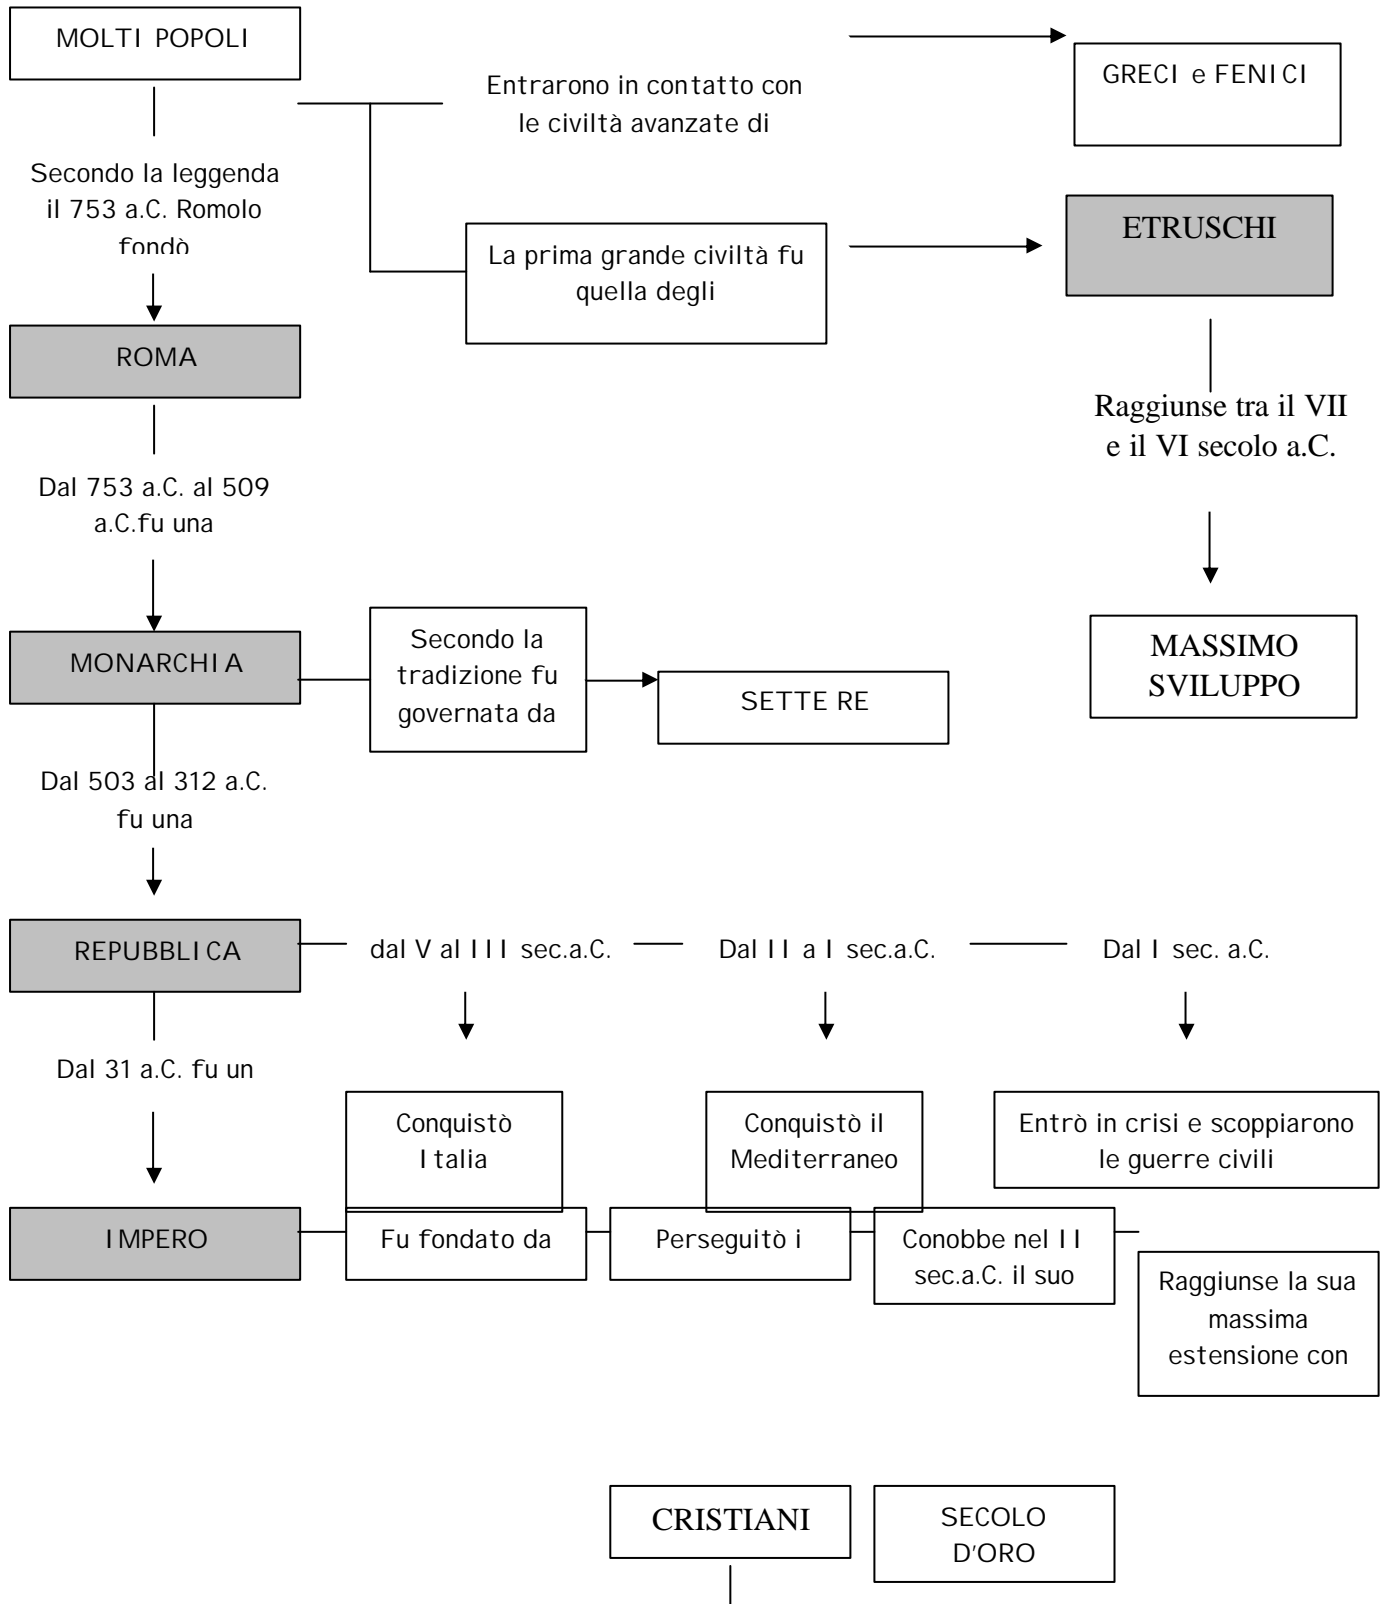 MOLTI POPOLI
GRECI e FENICI
Entrarono in contatto con
le civiltà avanzate di
Secondo la leggenda
il 753 a.C. Romolo
fondò
ETRUSCHI
La prima grande civiltà fu
quella degli
ROMA
Raggiunse tra il VII
e il VI secolo a.C.
Dal 753 a.C. al 509
a.C.fu una
MONARCHIA
Secondo la
tradizione fu
governata da
SETTE RE
MASSIMO
SVILUPPO
Dal 503 al 312 a.C.
fu una
REPUBBLICA
dal V al III sec.a.C.
Dal II a I sec.a.C.
Dal I sec. a.C.
Dal 31 a.C. fu un
Conquistò
Italia
Conquistò il
Mediterraneo
Entrò in crisi e scoppiarono
le guerre civili
IMPERO
Fu fondato da
Perseguitò i
Conobbe nel II
sec.a.C. il suo
Raggiunse la sua
massima
estensione con
CRISTIANI
SECOLO
D'ORO